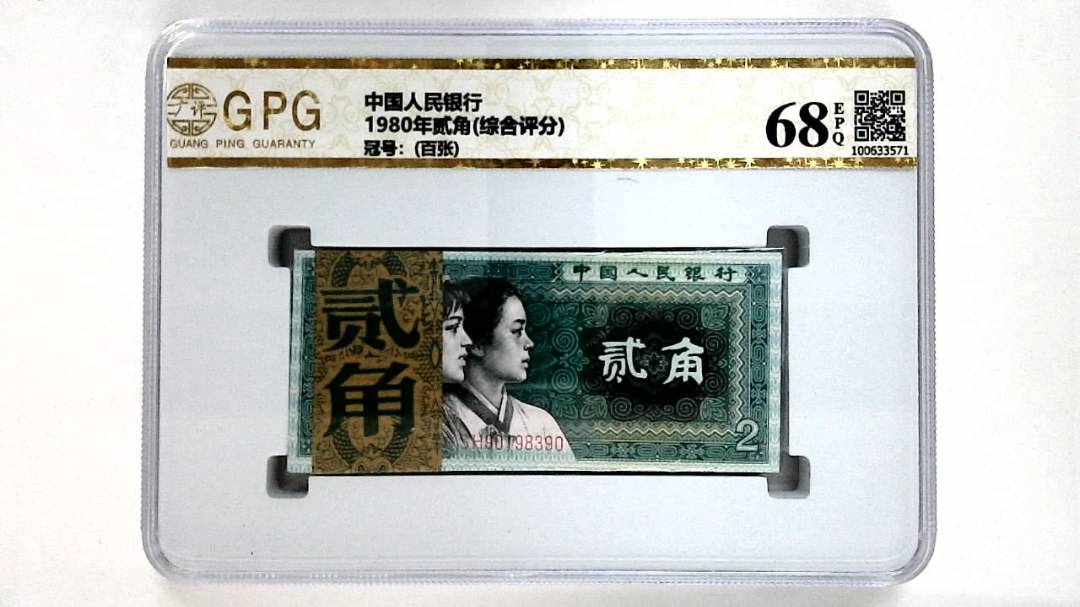 GPG
GUANG PING GUARANTY
中国人民银行
1980年贰角(综合评分)
冠号：(百张)
68
EPQ
100633571
贰角
中国人民银行
贰角
2